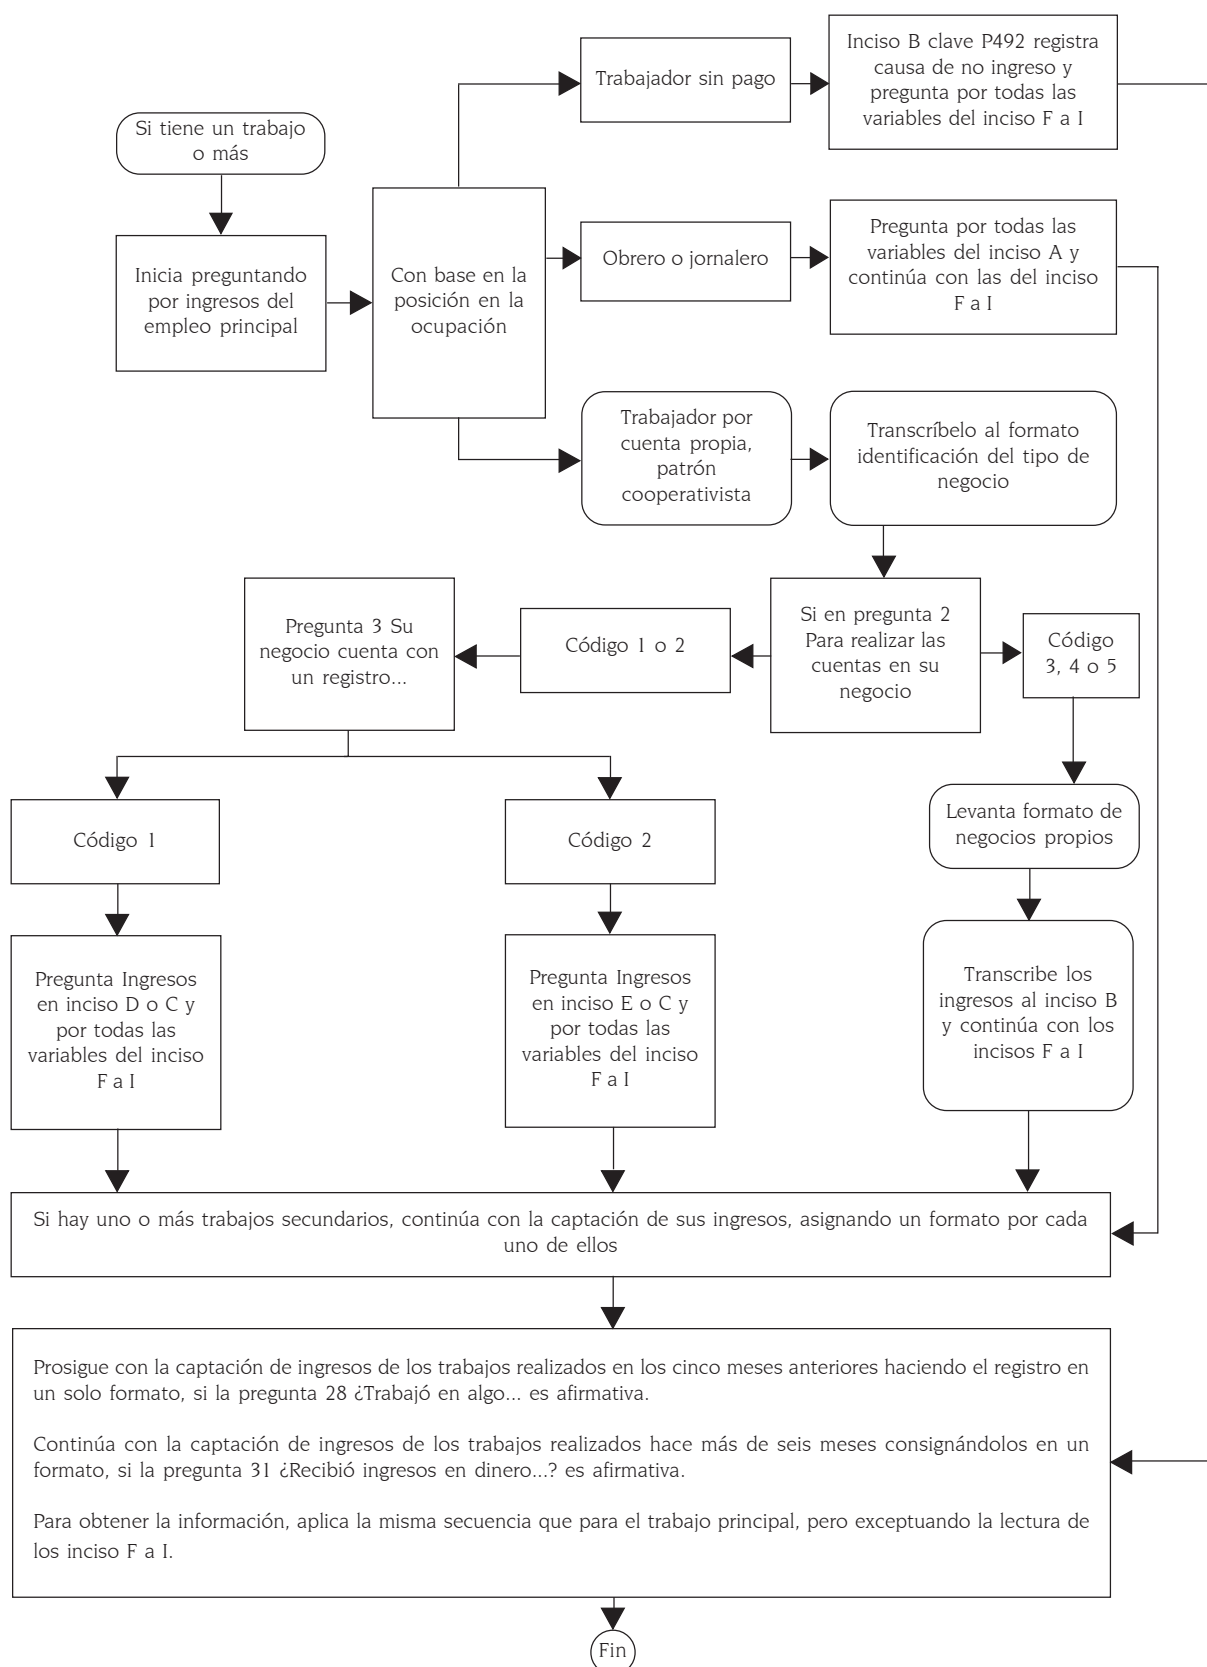 Si tiene un trabajo
o más
Inicia preguntando
por ingresos del
empleo principal
Con base en la
posición en la
ocupación
Trabajador sin pago
Inciso B clave P492 registra
causa de no ingreso y
pregunta por todas las
variables del inciso F a I
Obrero o jornalero
Pregunta por todas las
variables del inciso A y
continúa con las del inciso
F a I
Trabajador por
cuenta propia,
patrón
cooperativista
Transcríbelo al formato
identificación del tipo de
negocio
Si en pregunta 2
Para realizar las
cuentas en su
negocio
Código 1 o 2
Pregunta 3 Su
negocio cuenta con
un registro...
Código
3, 4 o 5
Código 1
Código 2
Levanta formato de
negocios propios
Pregunta Ingresos
en inciso D o C y
por todas las
variables del inciso
F a I
Pregunta Ingresos
en inciso E o C y
por todas las
variables del inciso
F a I
Transcribe los
ingresos al inciso B
y continúa con los
incisos F a I
Si hay uno o más trabajos secundarios, continúa con la captación de sus ingresos, asignando un formato por cada
uno de ellos
Prosigue con la captación de ingresos de los trabajos realizados en los cinco meses anteriores haciendo el registro en
un solo formato, si la pregunta 28 ¿Trabajó en algo... es afirmativa.
Continúa con la captación de ingresos de los trabajos realizados hace más de seis meses consignándolos en un
formato, si la pregunta 31 ¿Recibió ingresos en dinero...? es afirmativa.
Para obtener la información, aplica la misma secuencia que para el trabajo principal, pero exceptuando la lectura de
los inciso F a I.
Fin